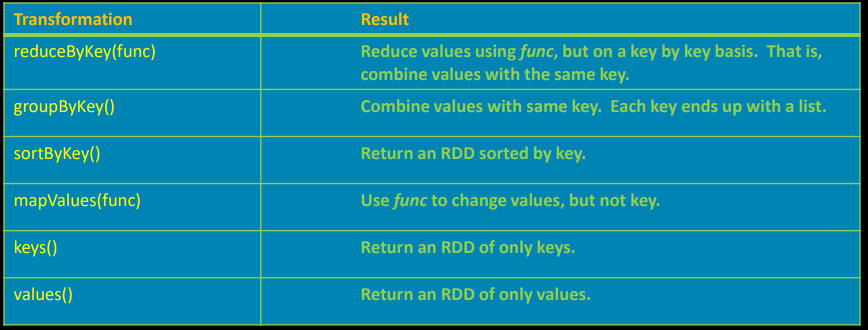 Transformation Result
reduceByKey(func) Reduce values using func, but on a key by key basis.  That is,
combine values with the same key.
groupByKey() Combine values with same key.  Each key ends up with a list.
sortByKey() Return an RDD sorted by key.
mapValues(func) Use func to change values, but not key.
keys() Return an RDD of only keys.
values() Return an RDD of only values.